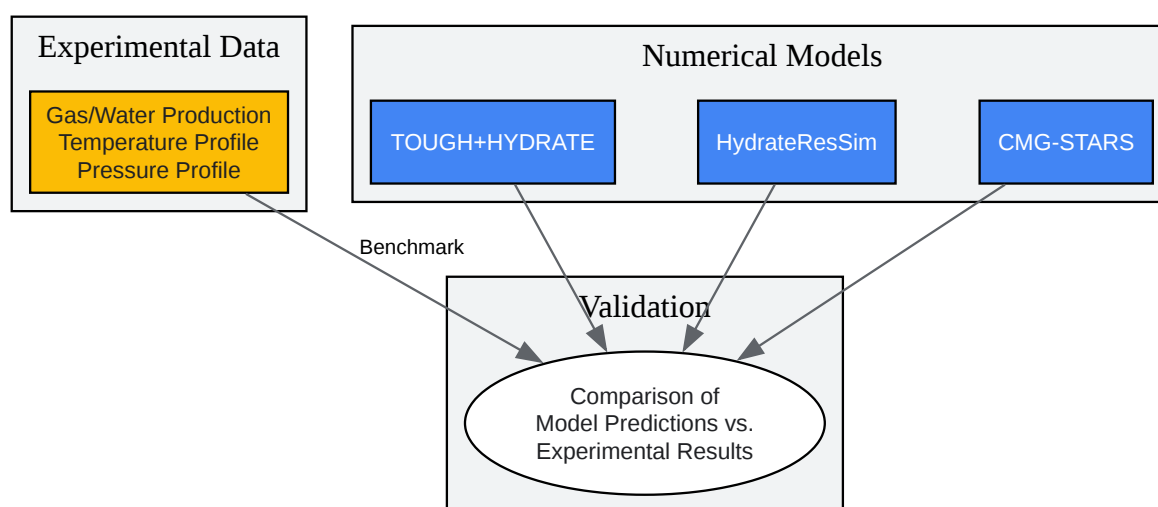 Experimental Data
Gas/Water Production
Temperature Profile
Pressure Profile
Numerical Models
TOUGH+HYDRATE
HydrateResSim
CMG-STARS
Benchmark
Validation
Comparison of
Model Predictions vs.
Experimental Results